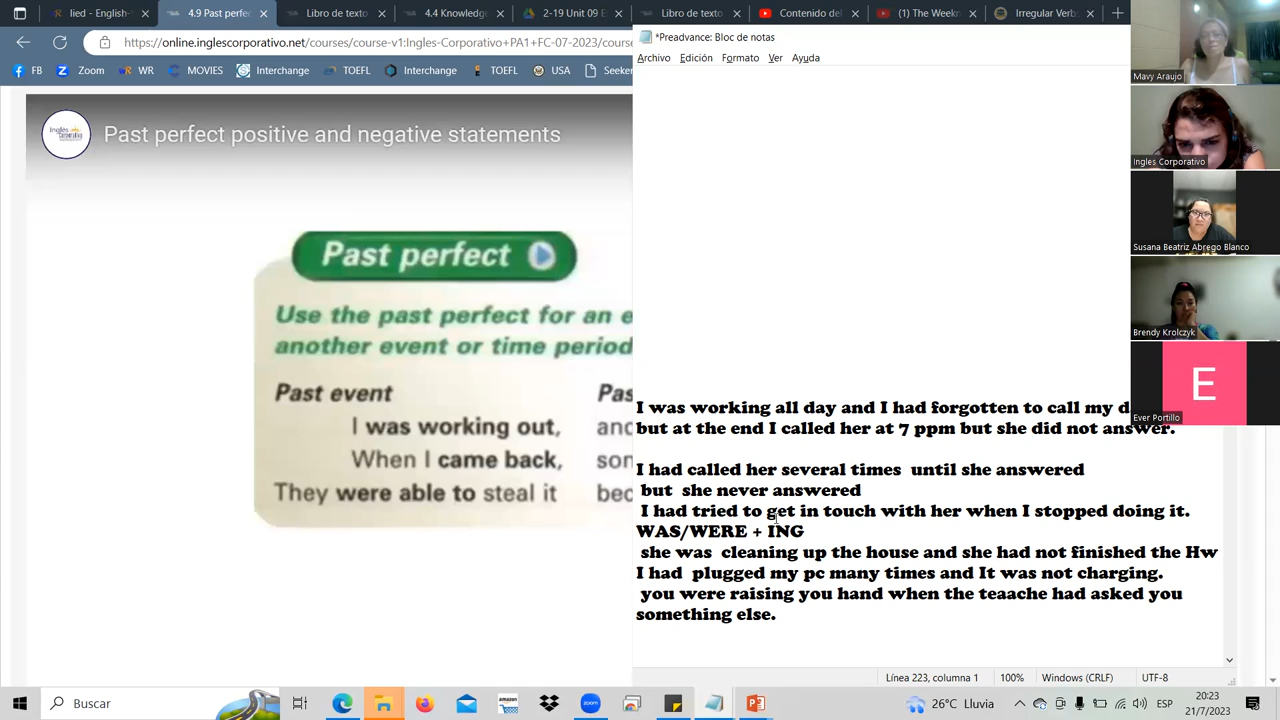 4.9 Past perfe
Libro de texto
4.4 Knowledge
2-19 Unit 09 E
Libro de texto
Contenido del
(1) The Weekn
Irregular Verb
https://online.inglescorporativo.net/courses/course-v1:Ingles-Corporativo+PA1+FC-07-2023/cours
FB
Zoom
WR
MOVIES
Interchange
TOEFL
Interchange
TOEFL
USA
Seeker
Past perfect positive and negative statements
Past perfect
Use the past perfect for an e
another event or time period
Past event
Pas
I was working out,
and
When I came back,
son
They were able to steal it
bec
*Preadvance: Bloc de notas
Archivo Edición Formato Ver Ayuda
I was working all day and I had forgotten to call my d
but at the end I called her at 7 ppm but she did not answer.
I had called her several times until she answered
but she never answered
I had tried to get in touch with her when I stopped doing it.
WAS/WERE + ING
she was cleaning up the house and she had not finished the Hw
I had plugged my pc many times and It was not charging.
you were raising you hand when the teaache had asked you
something else.
Línea 223, columna 1
100%
Windows (CRLF)
UTF-8
Mavy Araujo
Ingles Corporativo
Susana Beatriz Abrego Blanco
Brendy Krolczyk
E
Ever Portillo
Buscar
amazon
zoom
26°C Lluvia
ESP
20:23
21/7/2023